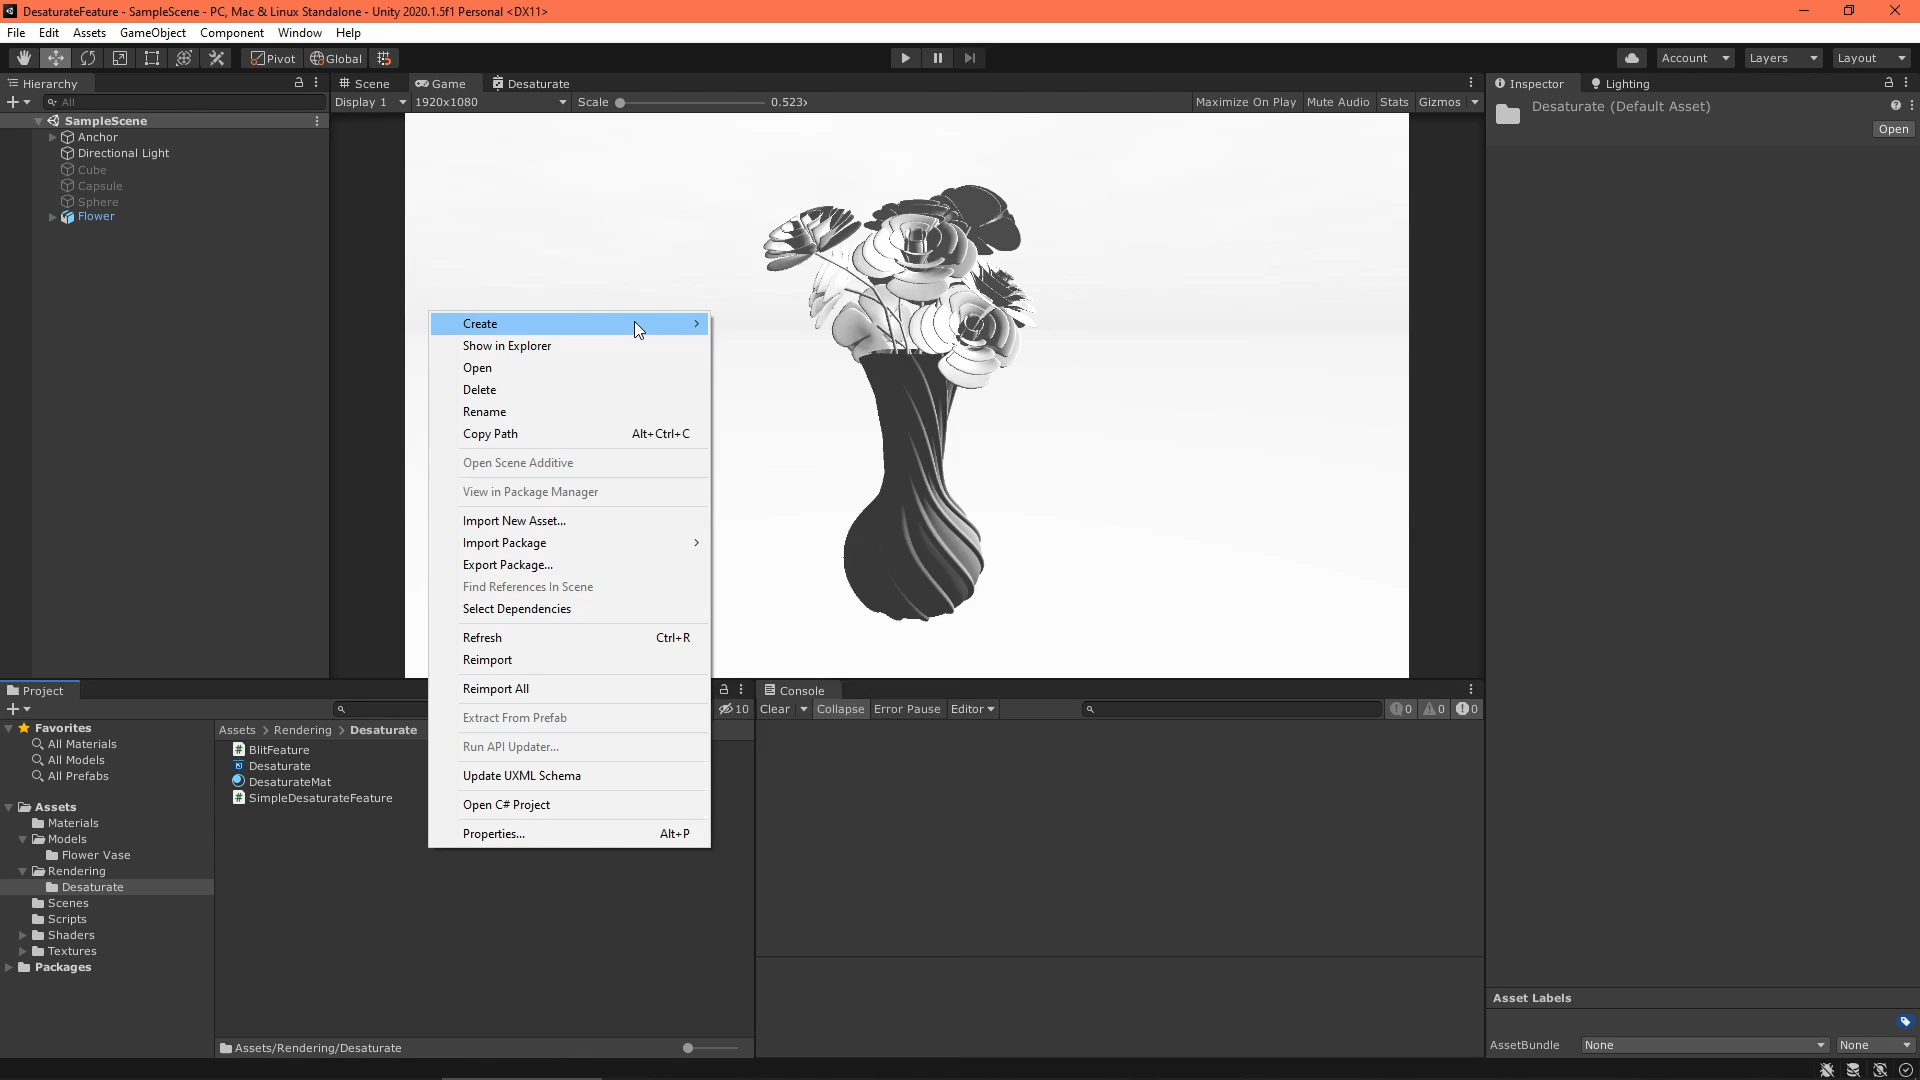 DesaturateFeature - SampleScene - PC, Mac & Linux Standalone - Unity 2020.1.5f1 Personal <DX11>
File Edit Assets GameObject Component Window Help
Pivot Global Account Layers Layout
Hierarchy
All
SampleScene
Anchor
Directional Light
Cube
Capsule
Sphere
Flower
Scene Game Desaturate
Display 1 1920x1080 Scale 0.523x Maximize On Play Mute Audio Stats Gizmos
Create
Show in Explorer
Open
Delete
Rename
Copy Path Alt+Ctrl+C
Open Scene Additive
View in Package Manager
Import New Asset...
Import Package
Export Package...
Find References In Scene
Select Dependencies
Refresh Ctrl+R
Reimport
Reimport All
Extract From Prefab
Run API Updater...
Update UXML Schema
Open C# Project
Properties... Alt+P
Inspector Lighting
Desaturate (Default Asset)
Open
Asset Labels
AssetBundle None None
Project
10
Favorites
All Materials
All Models
All Prefabs
Assets
Materials
Models
Flower Vase
Rendering
Desaturate
Scenes
Scripts
Shaders
Textures
Packages
Assets > Rendering > Desaturate
BlitFeature
Desaturate
DesaturateMat
SimpleDesaturateFeature
Assets/Rendering/Desaturate
Console
Clear Collapse Error Pause Editor 0 0 0